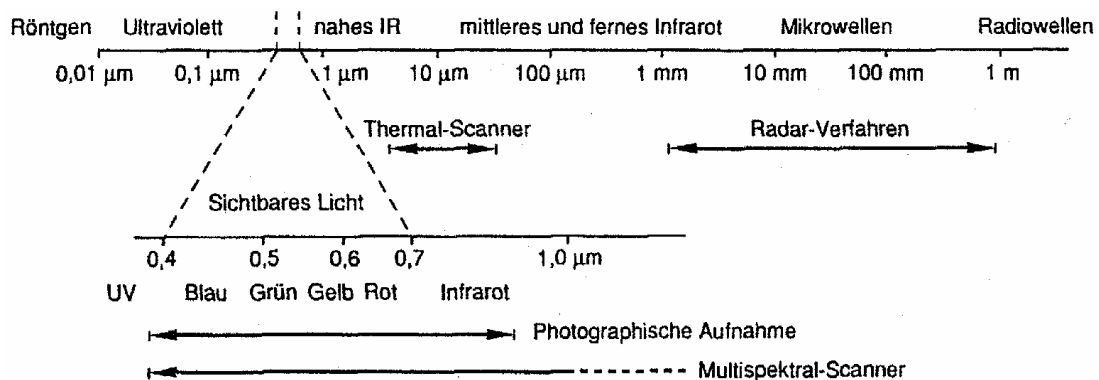 Röntgen Ultraviolett nahes IR mittleres und fernes Infrarot Mikrowellen Radiowellen
0,01 µm 0,1 µm 1 µm 10 µm 100 µm 1 mm 10 mm 100 mm 1 m
Thermal-Scanner Radar-Verfahren
Sichtbares Licht
0,4 0,5 0,6 0,7 1,0 µm
UV Blau Grün Gelb Rot Infrarot
Photographische Aufnahme
Multispektral-Scanner